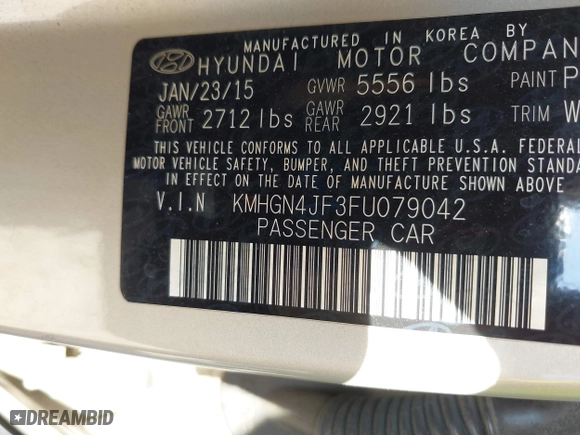 MANUFACTURED IN KOREA BY
HYUNDAI MOTOR COMPAN
JAN/23/15 GVWR 5556 lbs PAINT P
GAWR FRONT 2712 lbs GAWR REAR 2921 lbs TRIM W
THIS VEHICLE CONFORMS TO ALL APPLICABLE U.S.A. FEDERAL
MOTOR VEHICLE SAFETY, BUMPER, AND THEFT PREVENTION STANDA
IN EFFECT ON THE DATE OF MANUFACTURE SHOWN ABOVE
V.I.N KMHGN4JF3FU079042
PASSENGER CAR
DREAMBID